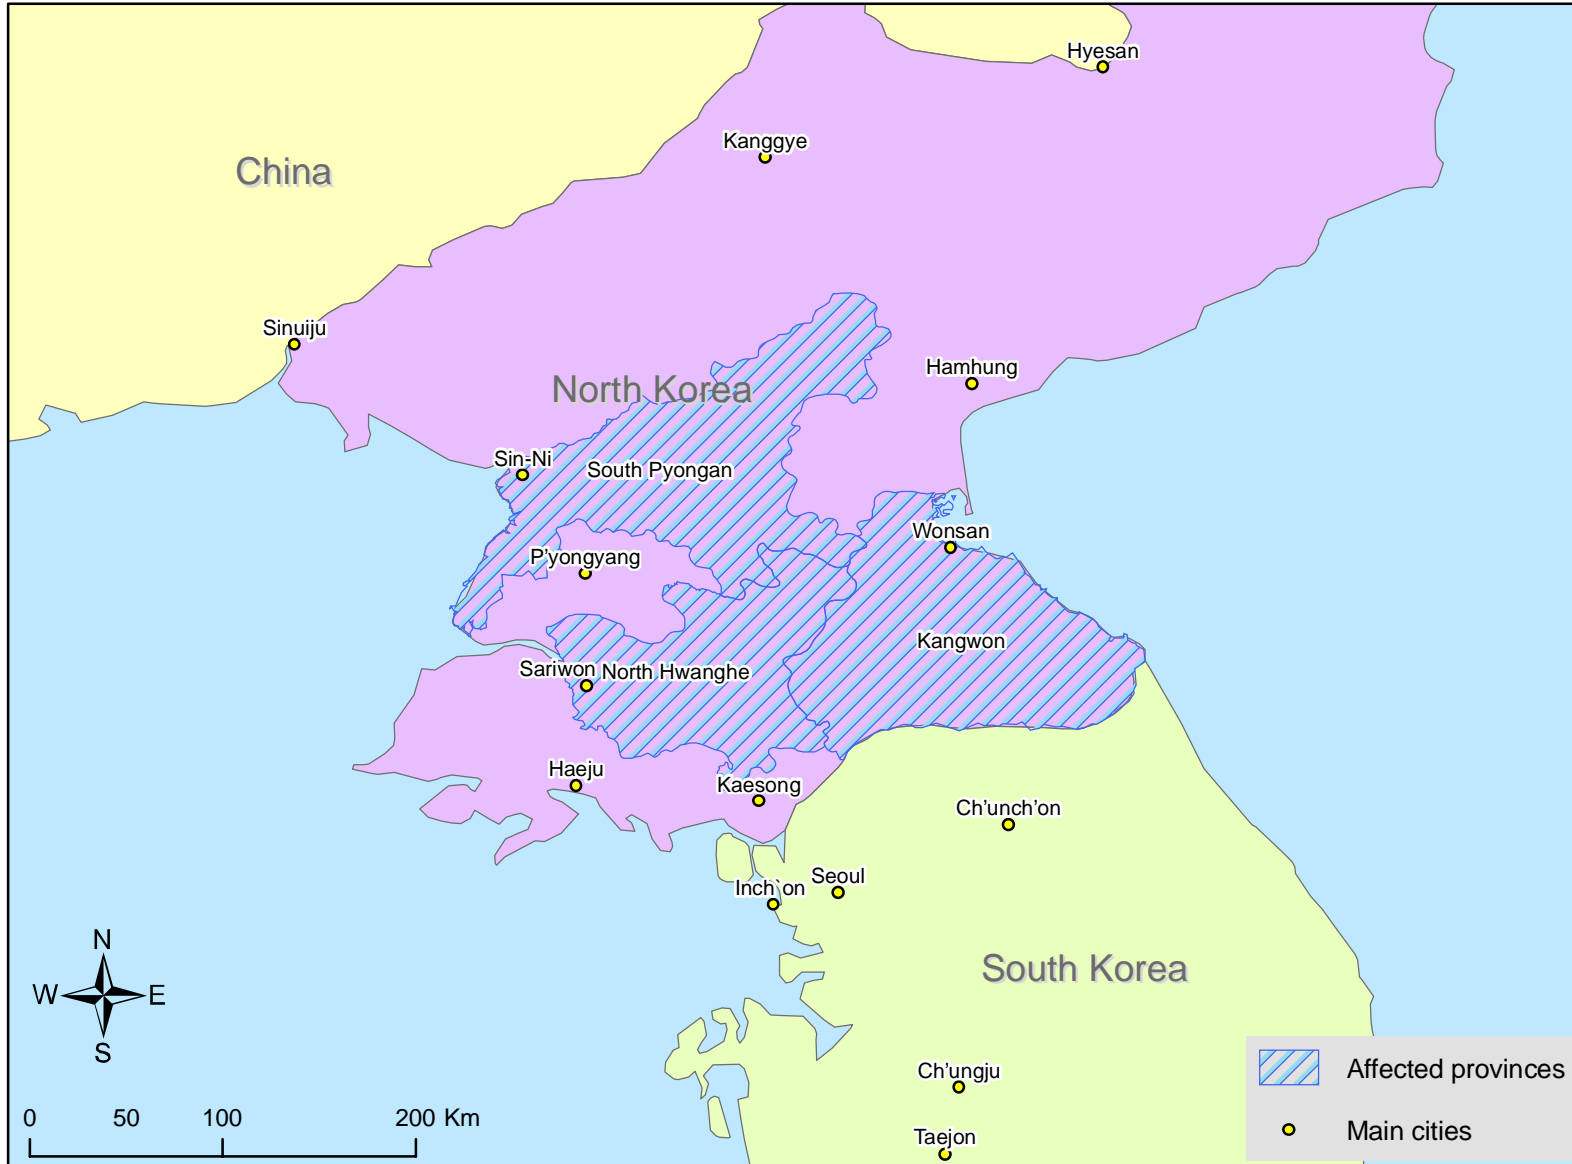 Hyesan
Kanggye
China
Sinuiju
Hamhung
North Korea
Sin-Ni
South Pyongan
Wonsan
P'yongyang
Kangwon
Sariwon
North Hwanghe
Haeju
Kaesong
Ch'unch'on
Seoul
Inch`on
N
W
E
S
South Korea
Affected provinces
Ch'ungju
Main cities
Taejon
0
50
100
200 Km